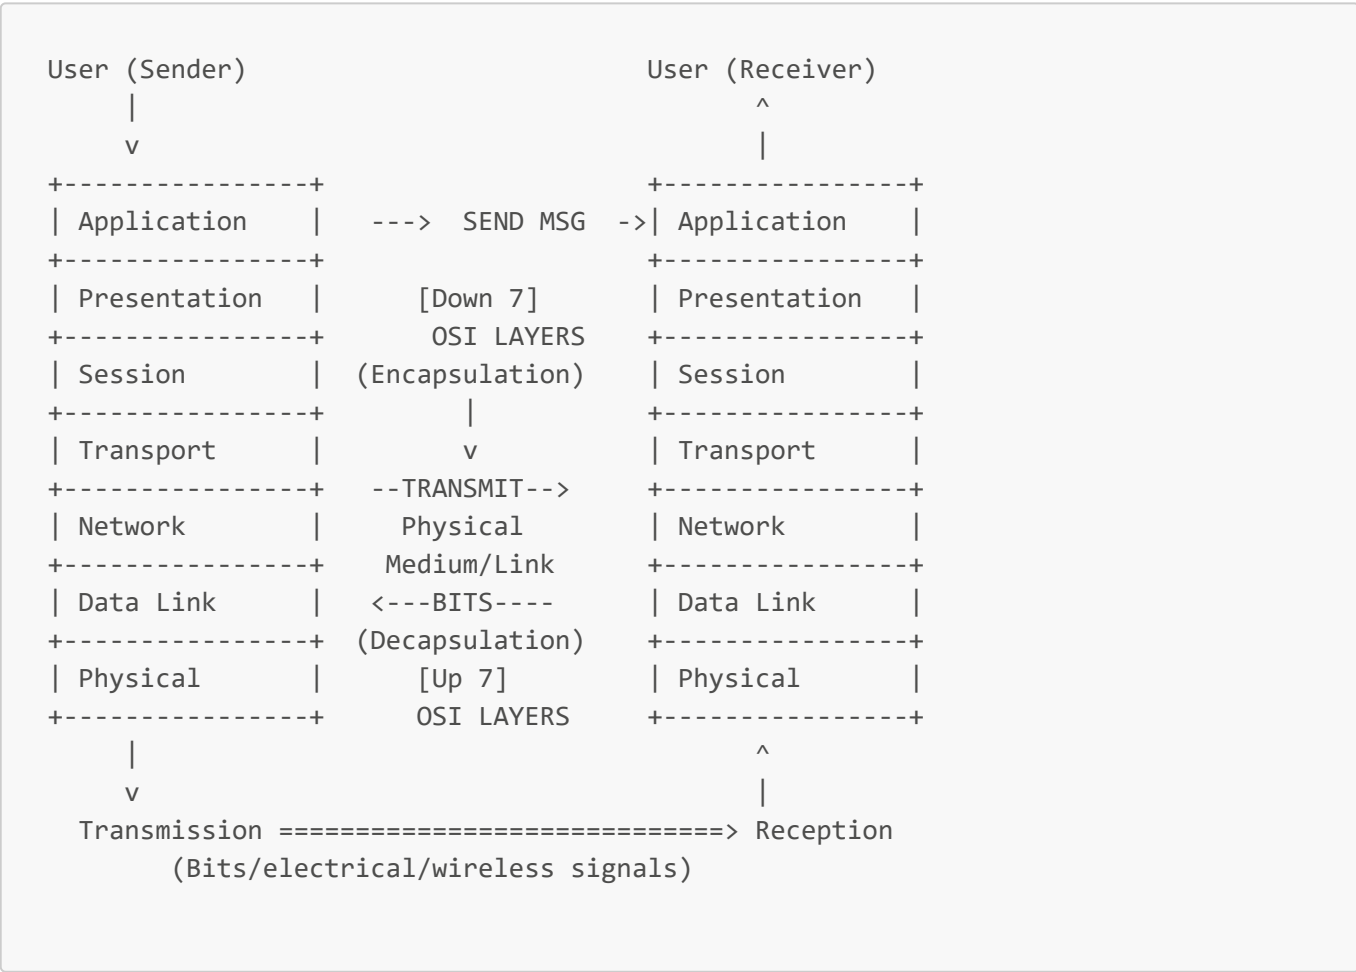 User (Sender)                          User (Receiver)
     |                                        ^
     v                                        |
+----------------+                     +----------------+
| Application    |   --->  SEND MSG  ->| Application    |
+----------------+                     +----------------+
| Presentation   |      [Down 7]       | Presentation   |
+----------------+       OSI LAYERS    +----------------+
| Session        |  (Encapsulation)    | Session        |
+----------------+         |           +----------------+
| Transport      |         v           | Transport      |
+----------------+   --TRANSMIT-->     +----------------+
| Network        |     Physical        | Network        |
+----------------+    Medium/Link      +----------------+
| Data Link      |   <---BITS----      | Data Link      |
+----------------+  (Decapsulation)    +----------------+
| Physical       |      [Up 7]         | Physical       |
+----------------+      OSI LAYERS     +----------------+
     |                                        ^
     v                                        |
  Transmission =============================> Reception
        (Bits/electrical/wireless signals)